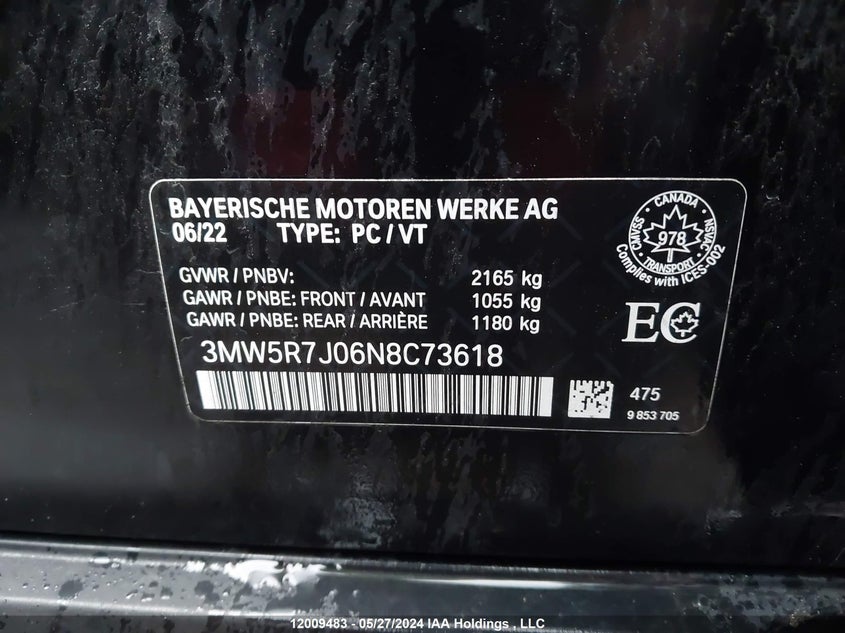 BAYERISCHE MOTOREN WERKE AG
06/22 TYPE: PC / VT
GVWR / PNBV: 2165 kg
GAWR / PNBE: FRONT / AVANT 1055 kg
GAWR / PNBE: REAR / ARRIÈRE 1180 kg
3MW5R7J06N8C73618
CANADA
CMVSS 978 NSVAC
TRANSPORT
Complies with ICES-002
EC
475
9 853 705
12009483 - 05/27/2024 IAA Holdings , LLC